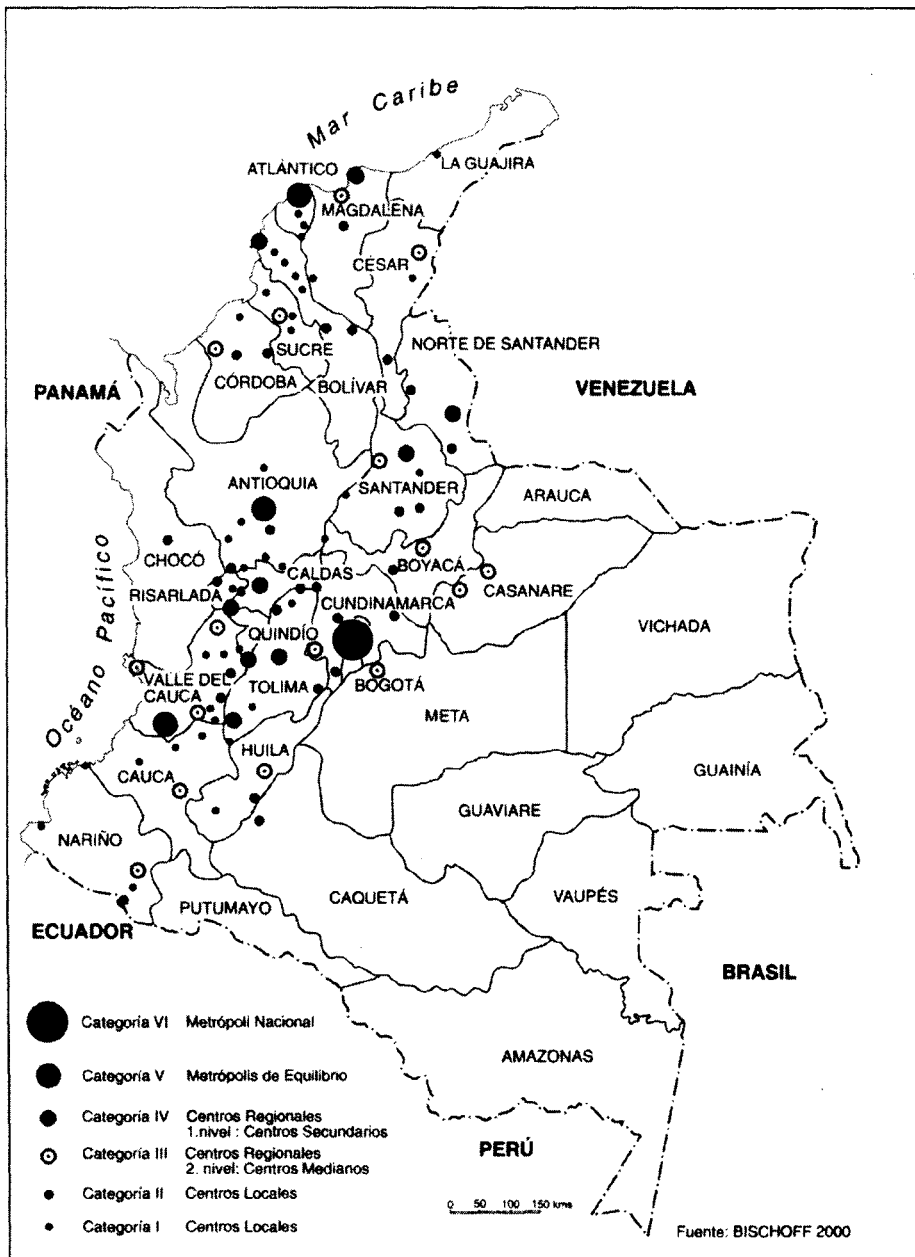 Mar Caribe
LA GUAJIRA
ATLÁNTICO
MAGDALENA
CÉSAR
NORTE DE SANTANDER
SUCRE
CÓRDOBA
BOLÍVAR
PANAMÁ
VENEZUELA
ANTIOQUIA
SANTANDER
ARAUCA
CHOCÓ
BOYACÁ
CASANARE
CALDAS
RISARLADA
CUNDINAMARCA
Océano Pacífico
VICHADA
QUINDÍO
BOGOTÁ
VALLE DEL
CAUCA
TOLIMA
META
HUILA
GUAINÍA
CAUCA
GUAVIARE
NARIÑO
CAQUETÁ
VAUPÉS
PUTUMAYO
ECUADOR
BRASIL
AMAZONAS
PERÚ
Categoría VI Metrópoli Nacional
Categoría V Metrópolis de Equilibrio
Categoría IV Centros Regionales
1.nivel : Centros Secundarios
Categoría III Centros Regionales
2. nivel: Centros Medianos
Categoría II Centros Locales
Categoría I Centros Locales
0 50 100 150 kms
Fuente: BISCHOFF 2000